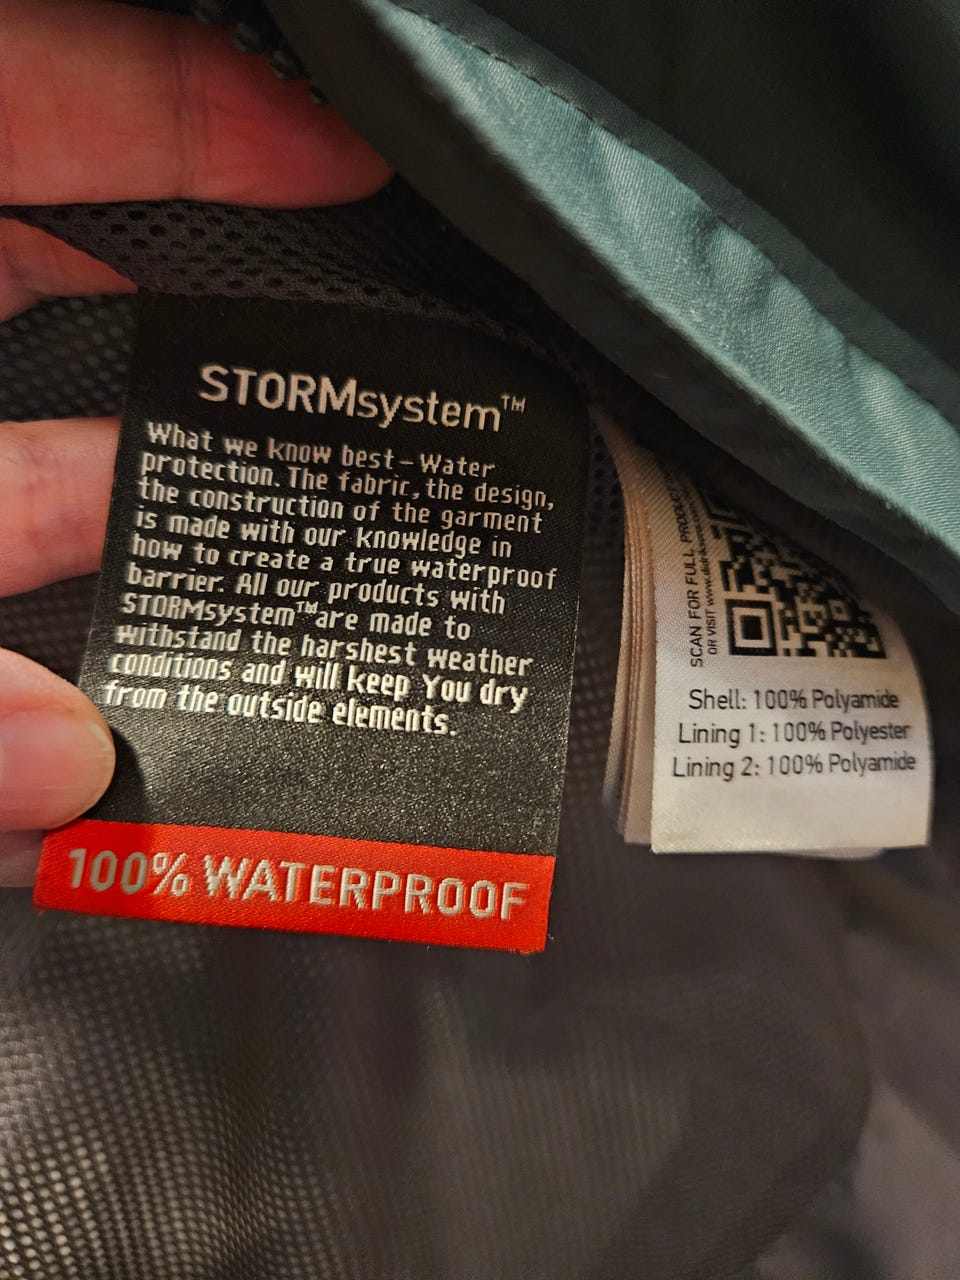 STORMsystem™
What we know best–Water
protection. The fabric, the design,
the construction of the garment
is made with our knowledge in
how to create a true waterproof
barrier. All our products with
STORMsystem™are made to
withstand the harshest weather
conditions and will keep You dry
from the outside elements.
100% WATERPROOF
SCAN FOR FULL PRODUCT
OR VISIT
Shell: 100% Polyamide
Lining 1: 100% Polyester
Lining 2: 100% Polyamide